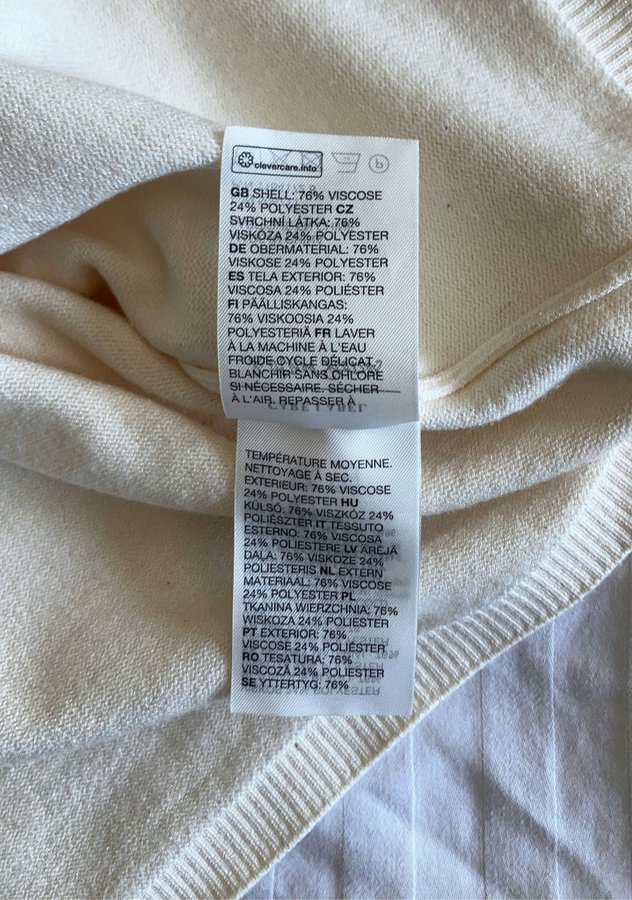 clevercare.info
GB SHELL: 76% VISCOSE
24% POLYESTER CZ
SVRCHNÍ LÁTKA: 76%
VISKÓZA 24% POLYESTER
DE OBERMATERIAL: 76%
VISKOSE 24% POLYESTER
ES TELA EXTERIOR: 76%
VISCOSA 24% POLIÉSTER
FI PÄÄLLISKANGAS:
76% VISKOOSIA 24%
POLYESTERIÄ FR LAVER
À LA MACHINE À L'EAU
FROIDE CYCLE DÉLICAT.
BLANCHIR SANS CHLORE
SI NÉCESSAIRE. SÉCHER
À L'AIR. REPASSER À
TEMPÉRATURE MOYENNE.
NETTOYAGE À SEC.
EXTERIEUR: 76% VISCOSE
24% POLYESTER HU
KÜLSŐ: 76% VISZKÓZ 24%
POLIÉSZTER IT TESSUTO
ESTERNO: 76% VISCOSA
24% POLIESTERE LV ĀRĒJĀ
DAĻA: 76% VISKOZE 24%
POLIESTERIS NL EXTERN
MATERIAAL: 76% VISCOSE
24% POLYESTER PL
TKANINA WIERZCHNIA: 76%
WISKOZA 24% POLIESTER
PT EXTERIOR: 76%
VISCOSE 24% POLIÉSTER
RO TESATURA: 76%
VISCOZĂ 24% POLIESTER
SE YTTERTYG: 76%